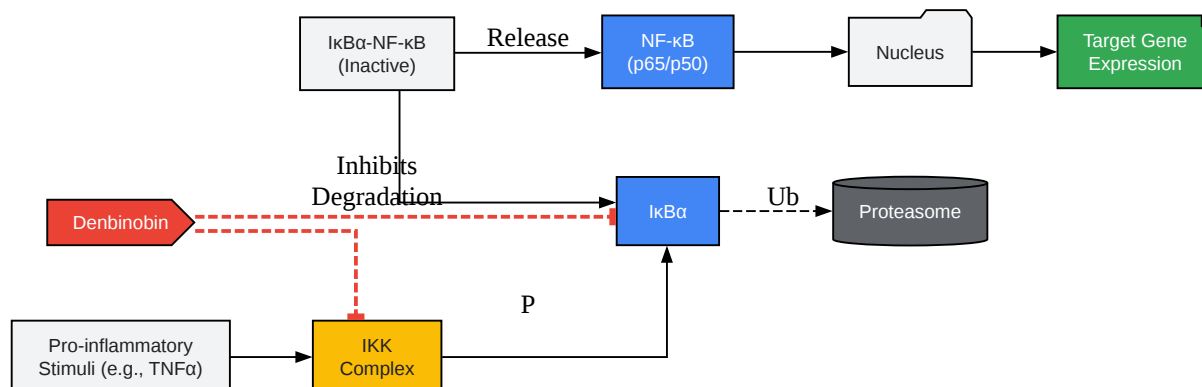 IκBα-NF-κB
(Inactive)
Release
NF-κB
(p65/p50)
Nucleus
Target Gene
Expression
Inhibits
Degradation
Denbinobin
IκBα
Ub
Proteasome
P
Pro-inflammatory
Stimuli (e.g., TNFα)
IKK
Complex